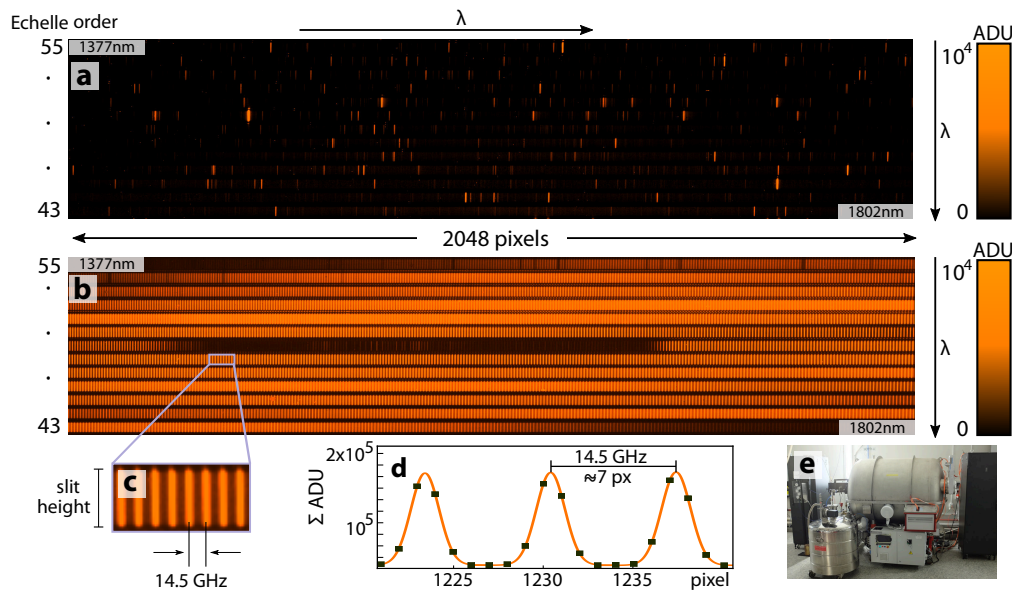 Echelle order
λ
ADU
55
1377nm
10⁴
a
.
.
λ
43
1802nm
0
2048 pixels
ADU
55
1377nm
10⁴
b
.
.
.
λ
43
1802nm
0
c
slit
height
14.5 GHz
d
2x10⁵
14.5 GHz
≈7 px
Σ ADU
10⁵
1225
1230
1235
pixel
e